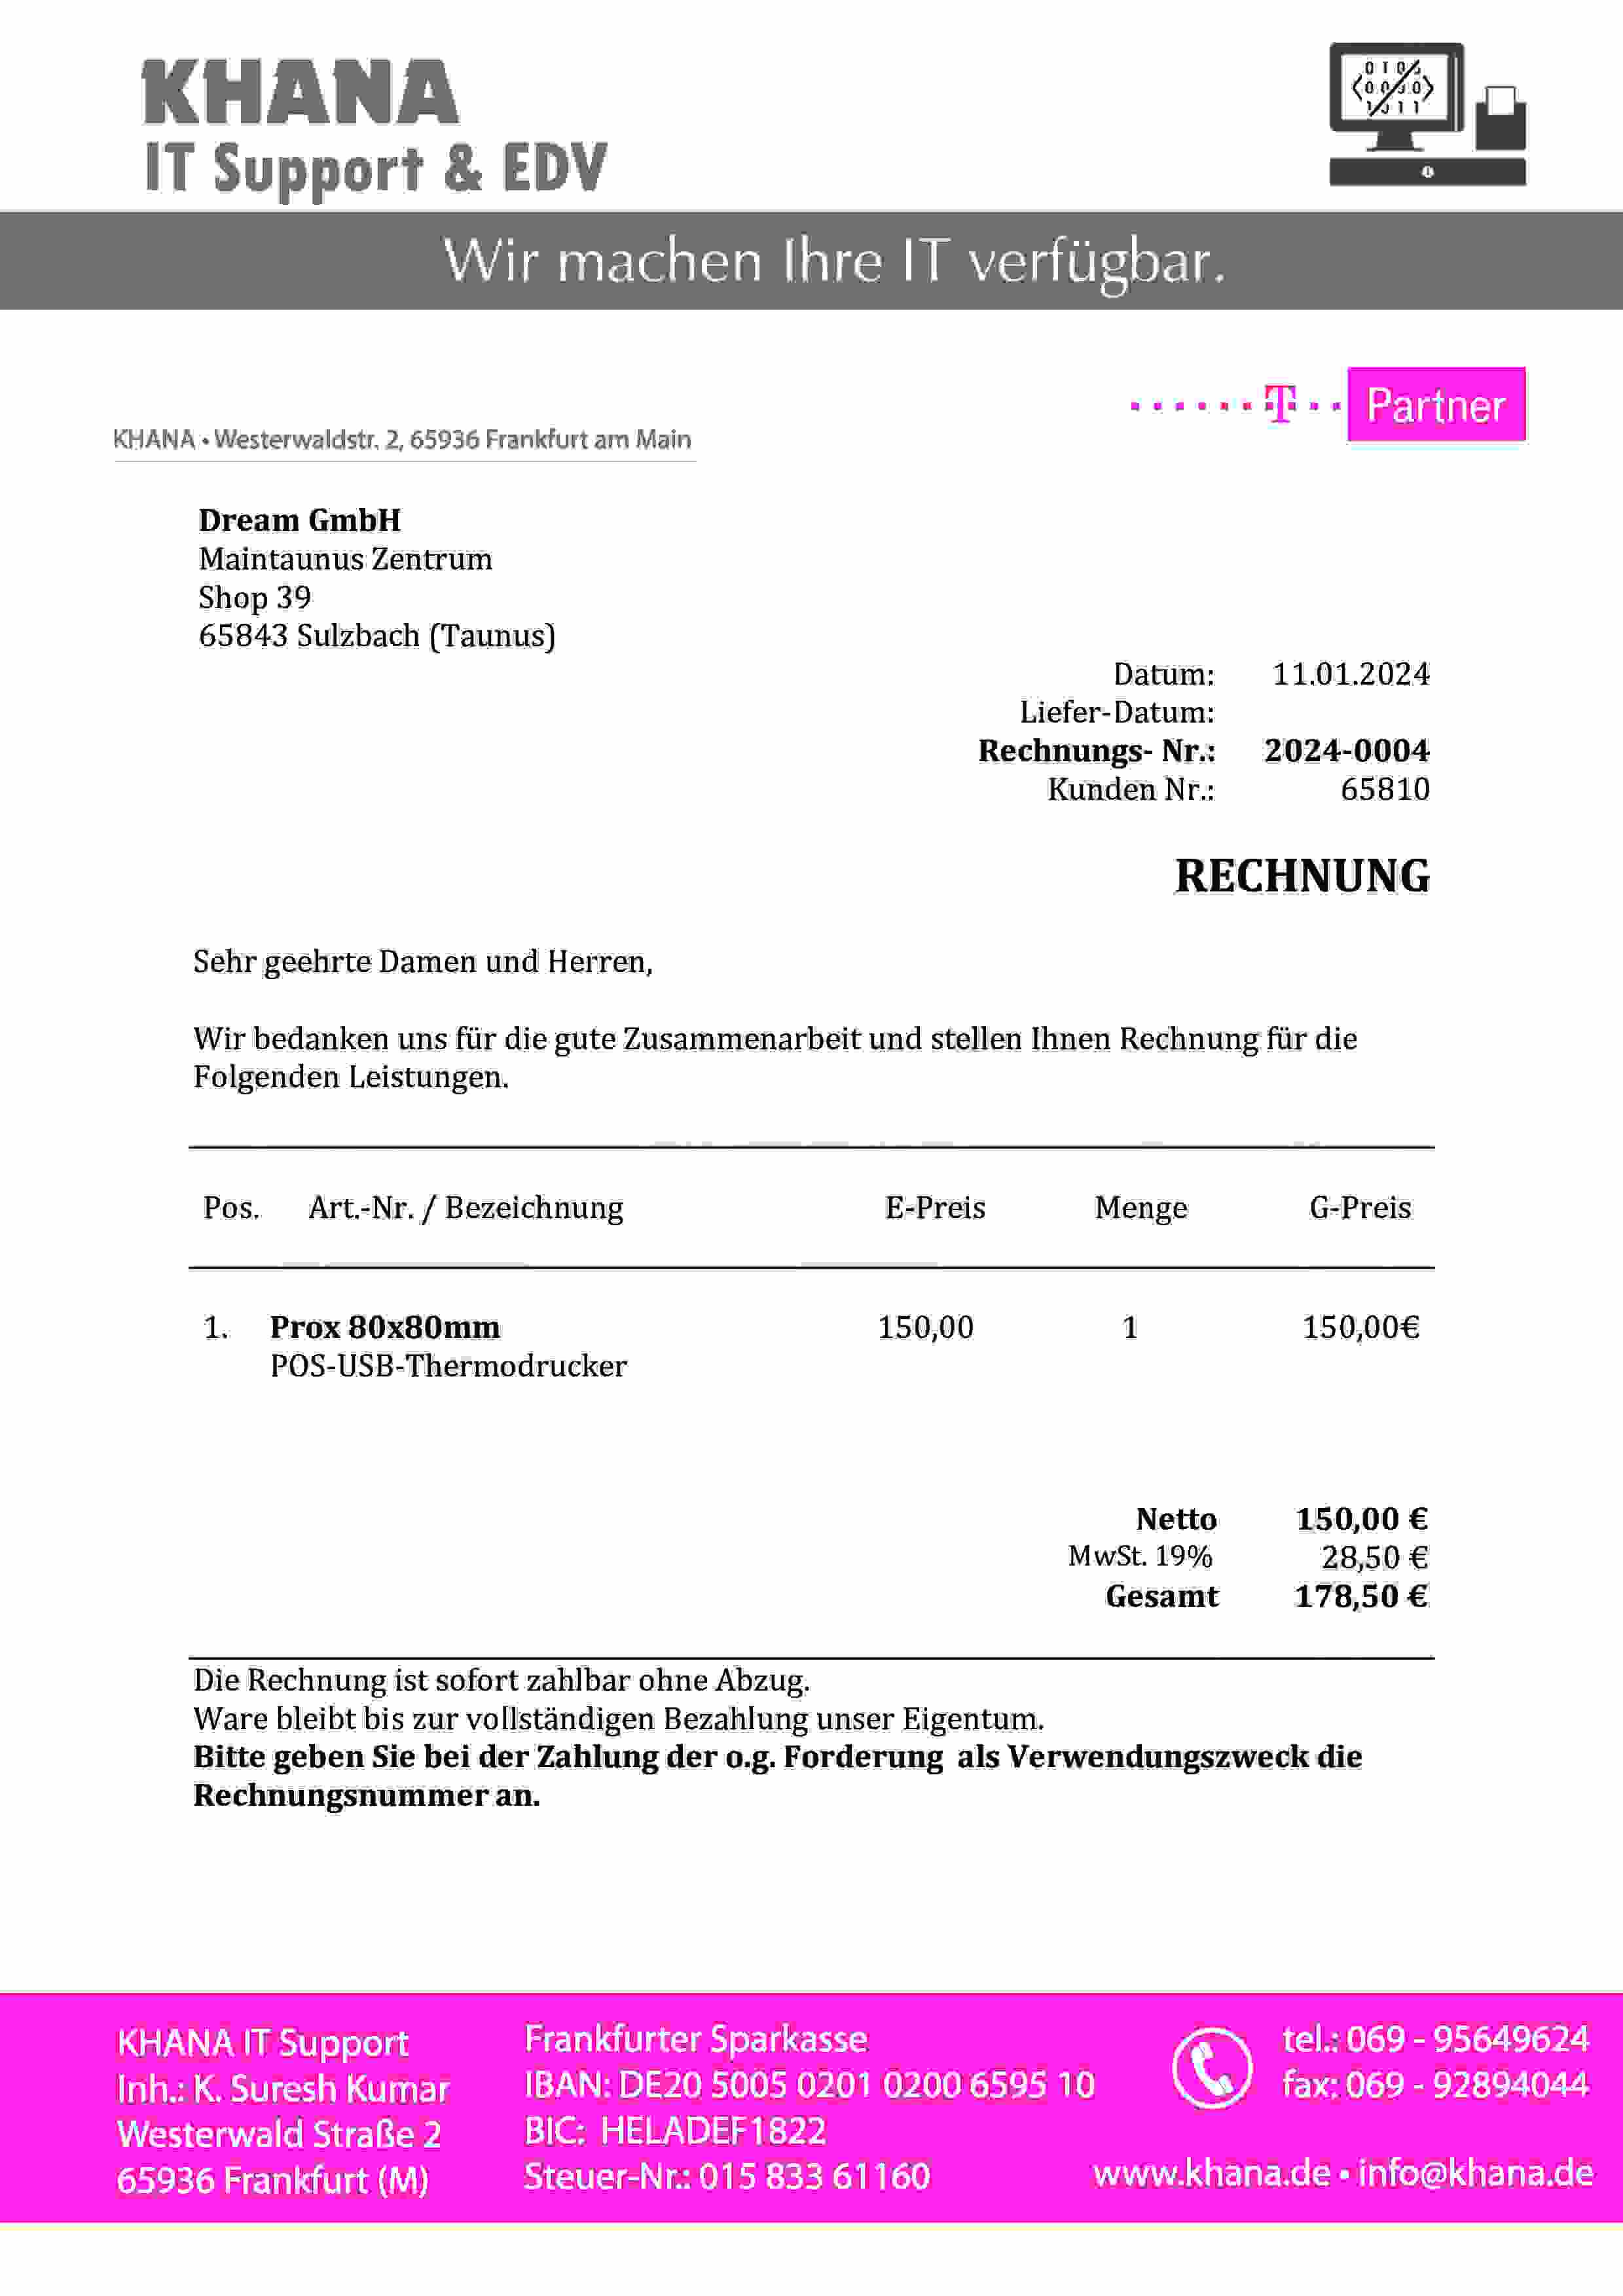 KHANA
IT Support & EDV
Wir machen Ihre IT verfügbar.
T Partner
KHANA • Westerwaldstr. 2, 65936 Frankfurt am Main
Dream GmbH
Maintaunus Zentrum
Shop 39
65843 Sulzbach (Taunus)
Datum: 11.01.2024
Liefer-Datum:
Rechnungs- Nr.: 2024-0004
Kunden Nr.: 65810
RECHNUNG
Sehr geehrte Damen und Herren,
Wir bedanken uns für die gute Zusammenarbeit und stellen Ihnen Rechnung für die
Folgenden Leistungen.
Pos. Art.-Nr. / Bezeichnung E-Preis Menge G-Preis
1. Prox 80x80mm 150,00 1 150,00€
POS-USB-Thermodrucker
Netto 150,00 €
MwSt. 19% 28,50 €
Gesamt 178,50 €
Die Rechnung ist sofort zahlbar ohne Abzug.
Ware bleibt bis zur vollständigen Bezahlung unser Eigentum.
Bitte geben Sie bei der Zahlung der o.g. Forderung als Verwendungszweck die
Rechnungsnummer an.
KHANA IT Support
Inh.: K. Suresh Kumar
Westerwald Straße 2
65936 Frankfurt (M)
Frankfurter Sparkasse
IBAN: DE20 5005 0201 0200 6595 10
BIC: HELADEF1822
Steuer-Nr.: 015 833 61160
tel.: 069 - 95649624
fax: 069 - 92894044
www.khana.de • info@khana.de